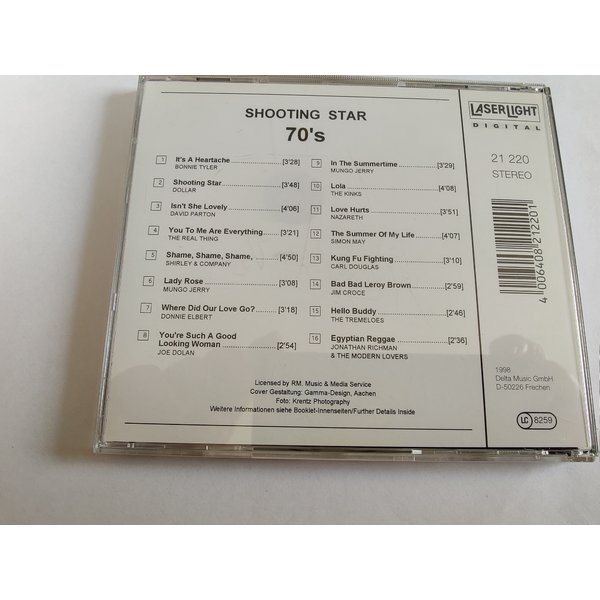 SHOOTING STAR
70's
1 It's A Heartache [3'28]
BONNIE TYLER
2 Shooting Star [3'48]
DOLLAR
3 Isn't She Lovely [4'06]
DAVID PARTON
4 You To Me Are Everything [3'21]
THE REAL THING
5 Shame, Shame, Shame, [4'50]
SHIRLEY & COMPANY
6 Lady Rose [3'08]
MUNGO JERRY
7 Where Did Our Love Go? [3'18]
DONNIE ELBERT
8 You're Such A Good
Looking Woman [2'54]
JOE DOLAN
9 In The Summertime [3'29]
MUNGO JERRY
10 Lola [4'08]
THE KINKS
11 Love Hurts [3'51]
NAZARETH
12 The Summer Of My Life [4'07]
SIMON MAY
13 Kung Fu Fighting [3'10]
CARL DOUGLAS
14 Bad Bad Leroy Brown [2'59]
JIM CROCE
15 Hello Buddy [2'46]
THE TREMELOES
16 Egyptian Reggae [2'36]
JONATHAN RICHMAN
& THE MODERN LOVERS
Licensed by RM. Music & Media Service
Cover Gestaltung: Gamma-Design, Aachen
Foto: Krentz Photography
Weitere Informationen siehe Booklet-Innenseiten/Further Details Inside
LASERLIGHT
DIGITAL
21 220
STEREO
4 006408 212201
1998
Delta Music GmbH
D-50226 Frechen
LC 8259